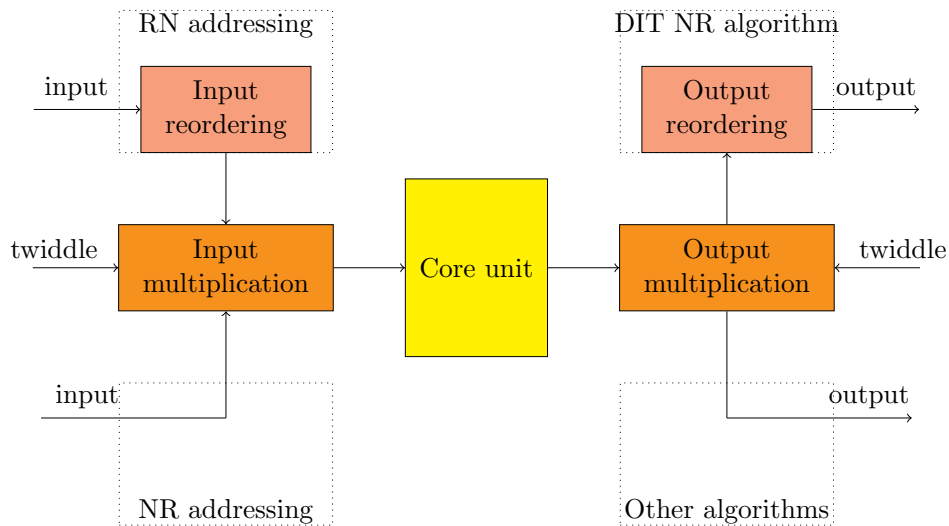 RN addressing
DIT NR algorithm
input
Input
reordering
Output
reordering
output
twiddle
Input
multiplication
Core unit
Output
multiplication
twiddle
input
output
NR addressing
Other algorithms